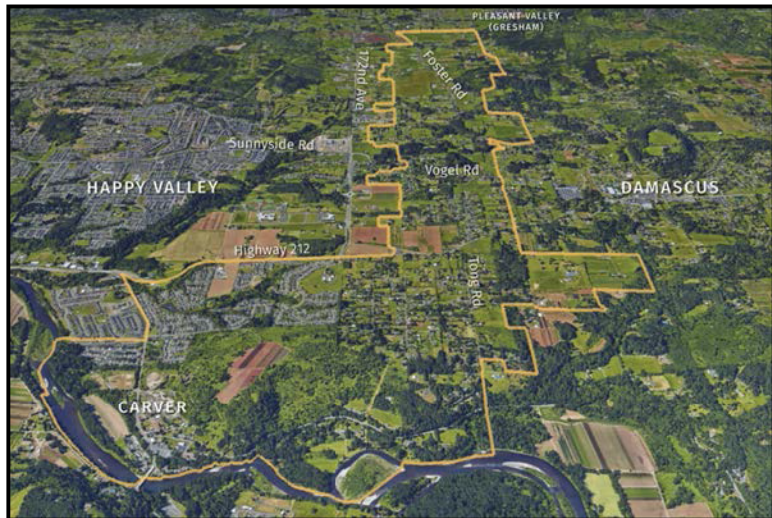 PLEASANT VALLEY
(GRESHAM)
172nd Ave
Foster Rd
Sunnyside Rd
Vogel Rd
HAPPY VALLEY
DAMASCUS
Highway 212
Tong Rd
CARVER